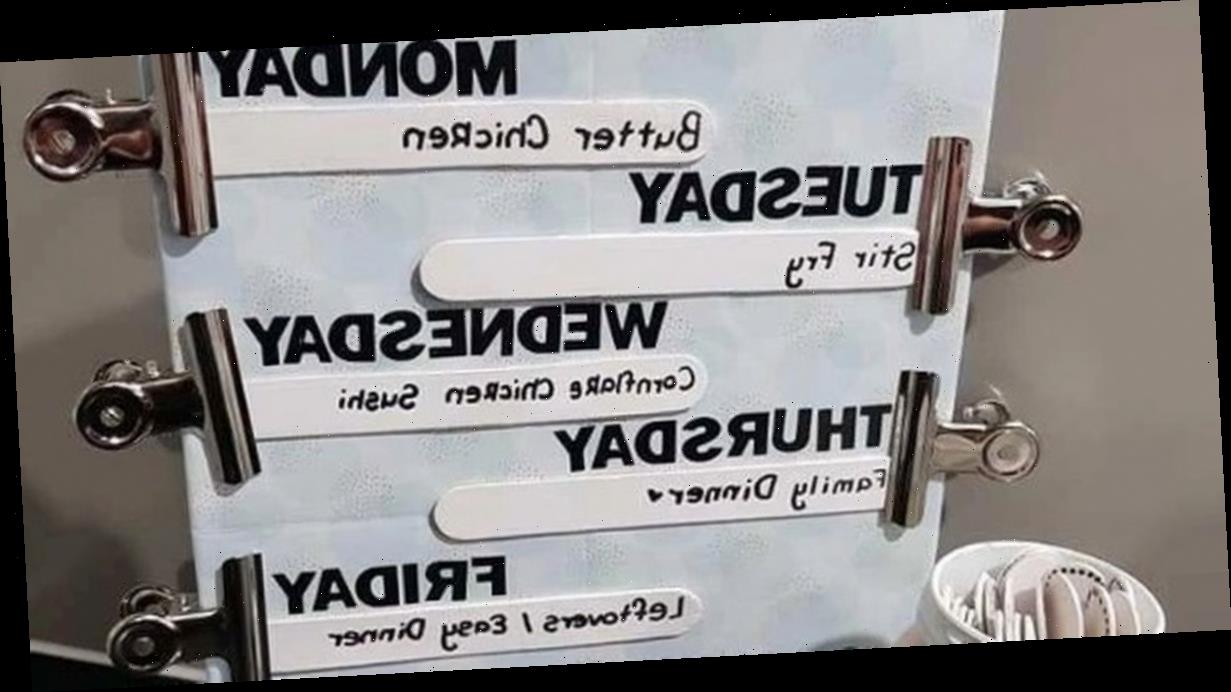 MONDAY
Butter Chicken
TUESDAY
Stir Fry
WEDNESDAY
Cornflake Chicken Sushi
THURSDAY
Family Dinner♥
FRIDAY
Leftovers / Easy Dinner